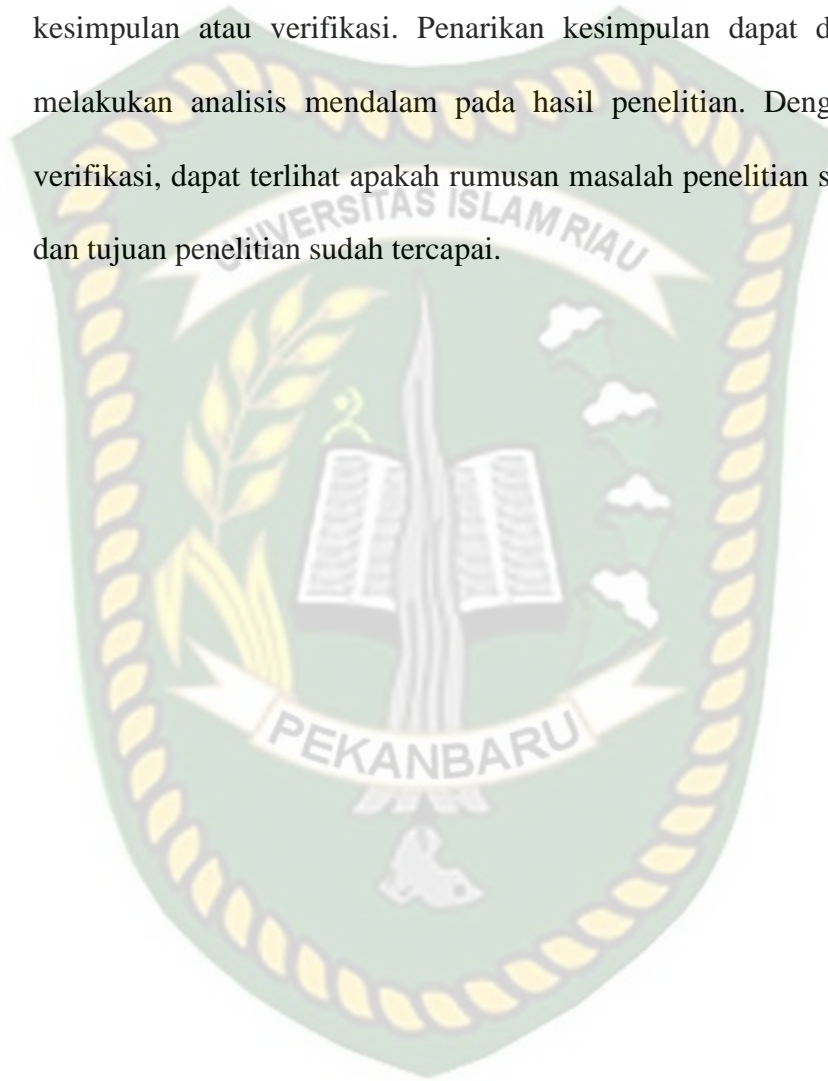 kesimpulan atau verifikasi. Penarikan kesimpulan dapat d
melakukan analisis mendalam pada hasil penelitian. Deng
verifikasi, dapat terlihat apakah rumusan masalah penelitian s
dan tujuan penelitian sudah tercapai.
UNIVERSITAS ISLAM RIAU
PEKANBARU